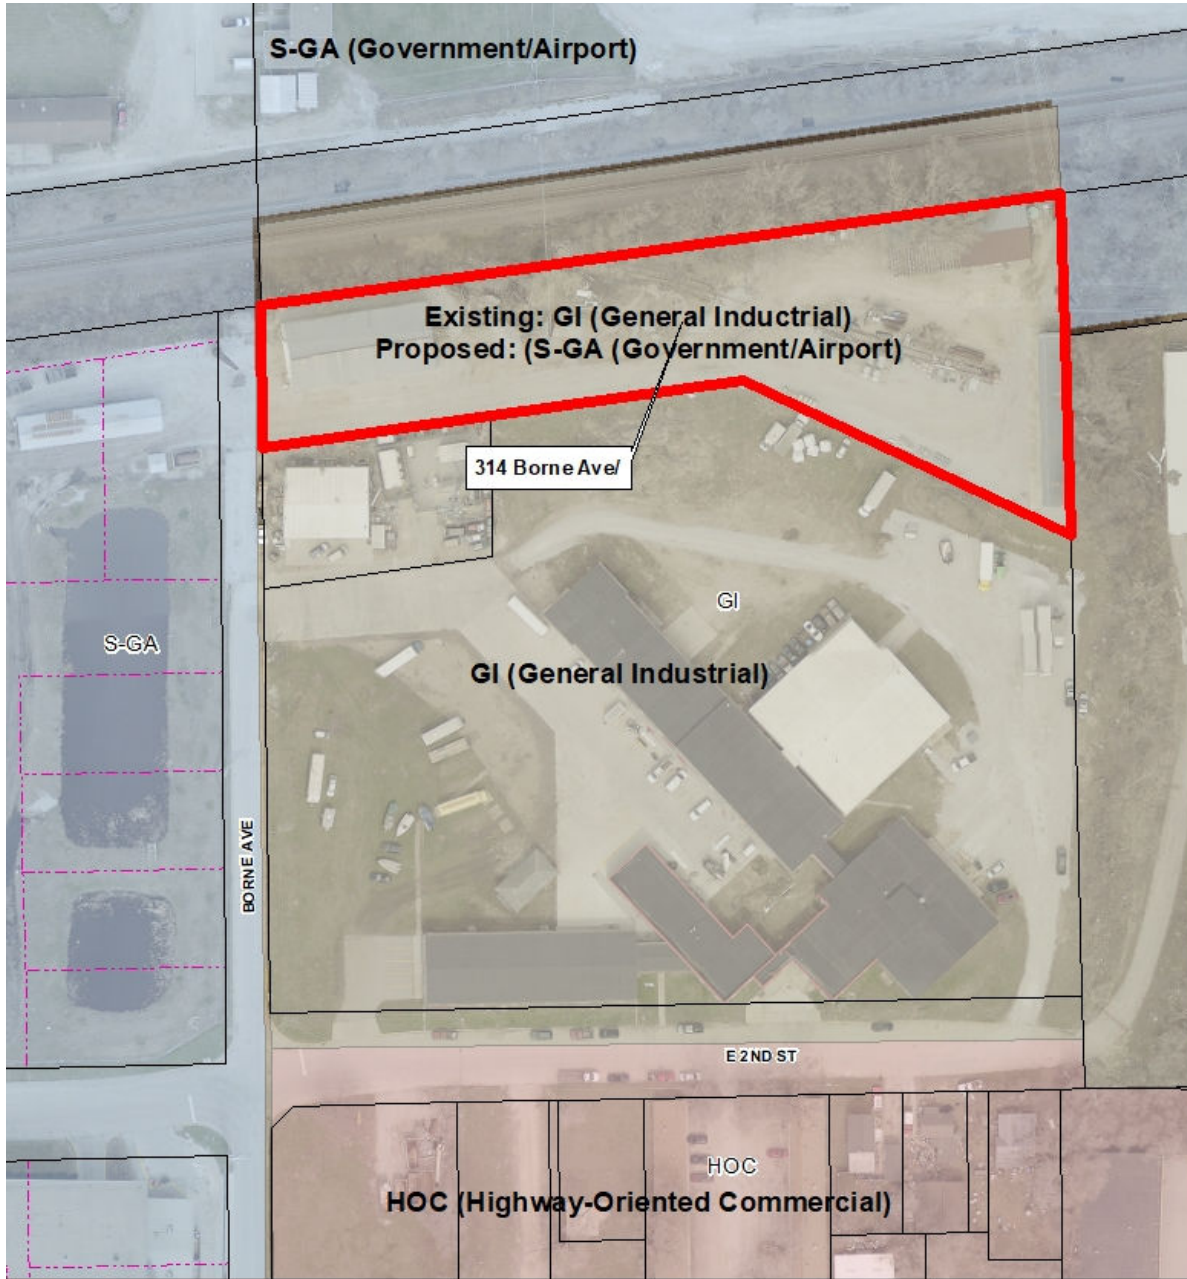 S-GA (Government/Airport)
Existing: GI (General Inductrial)
Proposed: (S-GA (Government/Airport)
314 Borne Ave/
GI
S-GA
GI (General Industrial)
BORNE AVE
E 2ND ST
HOC
HOC (Highway-Oriented Commercial)